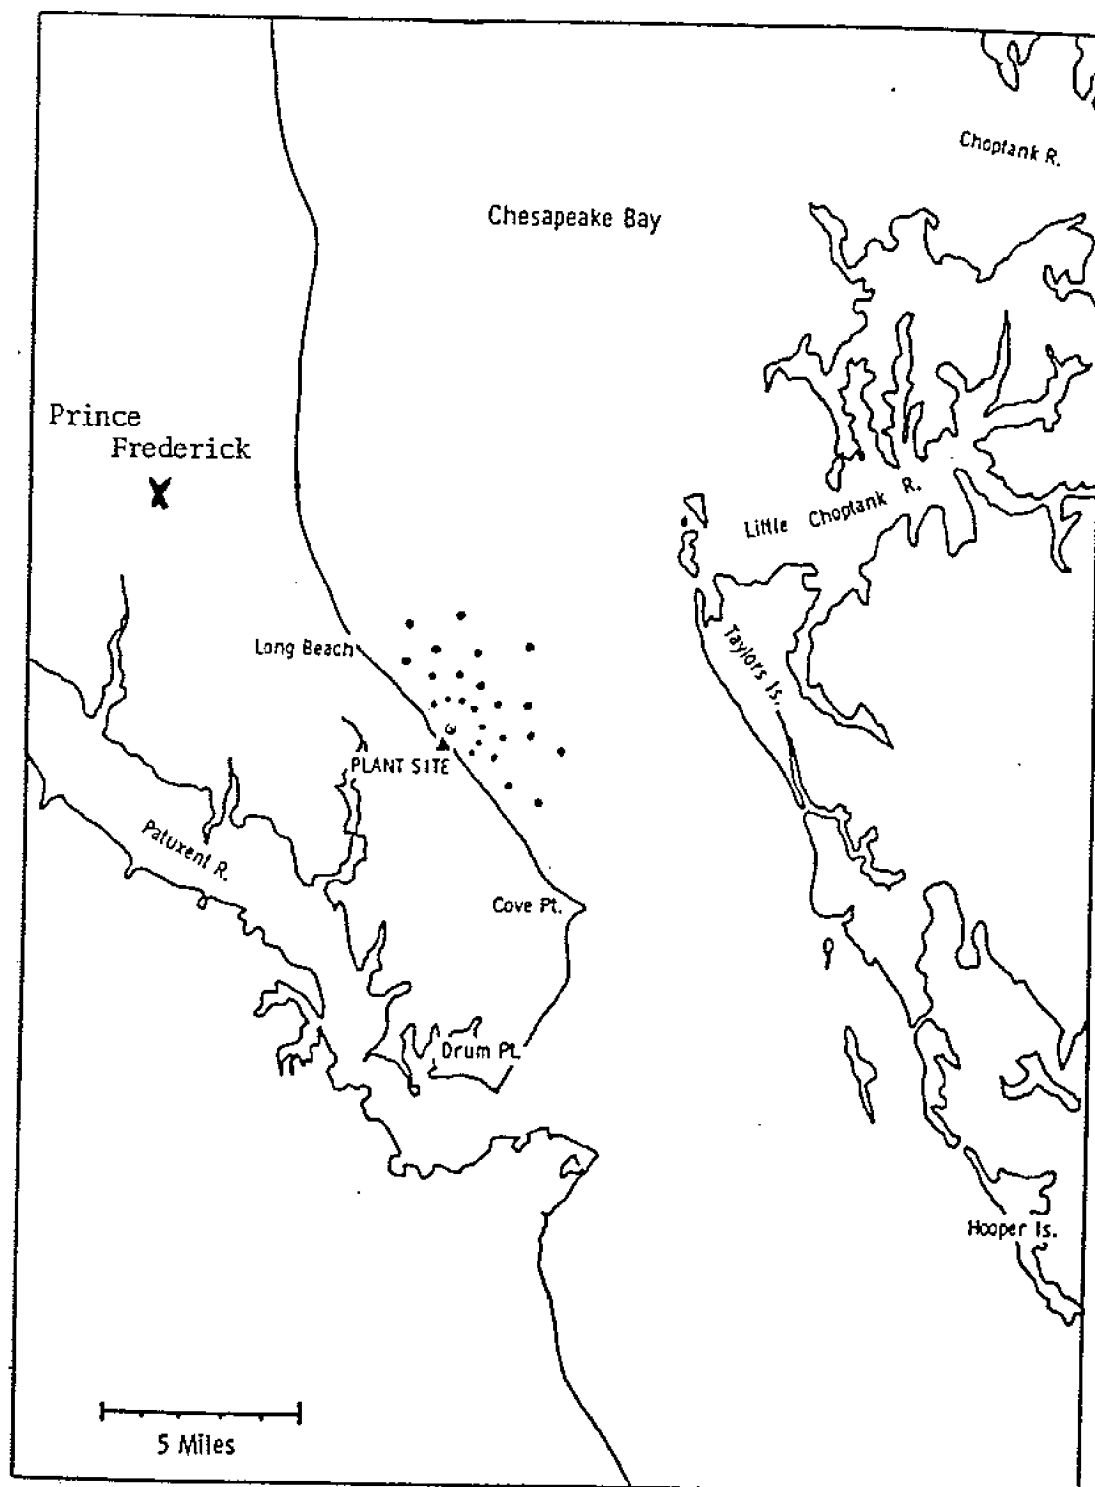 Choptank R.
Chesapeake Bay
Prince
Frederick
X
Little Choptank R.
Long Beach
Taylors Is.
PLANT SITE
Patuxent R.
Cove Pt.
Drum Pt.
Hooper Is.
5 Miles